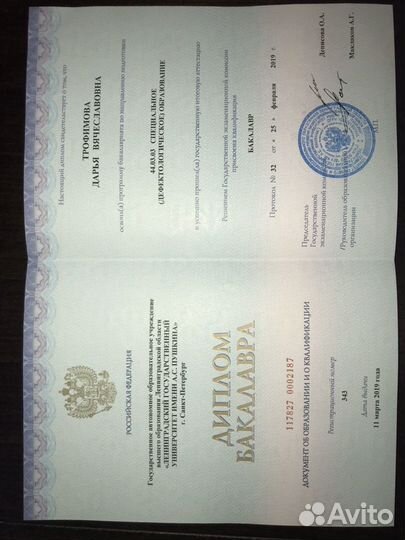 РОССИЙСКАЯ ФЕДЕРАЦИЯ
Государственное автономное образовательное учреждение
высшего образования Ленинградской области
«ЛЕНИНГРАДСКИЙ ГОСУДАРСТВЕННЫЙ
УНИВЕРСИТЕТ ИМЕНИ А.С. ПУШКИНА»
г. Санкт-Петербург
ДИПЛОМ
БАКАЛАВРА
117827 0002187
ДОКУМЕНТ ОБ ОБРАЗОВАНИИ И О КВАЛИФИКАЦИИ
Регистрационный номер
343
Дата выдачи
11 марта 2019 года
Настоящий диплом свидетельствует о том, что
ТРОФИМОВА
ДАРЬЯ ВЯЧЕСЛАВОВНА
освоил(а) программу бакалавриата по направлению подготовки
44.03.03 СПЕЦИАЛЬНОЕ
(ДЕФЕКТОЛОГИЧЕСКОЕ) ОБРАЗОВАНИЕ
и успешно прошел(ла) государственную итоговую аттестацию
Решением Государственной экзаменационной комиссии
присвоена квалификация
БАКАЛАВР
Протокол № 32 от « 25 » февраля 2019 г.
Председатель
Государственной
экзаменационной
Денисова О.А.
Руководитель
организации
Маклаков А.Г.
М.П.
Avito